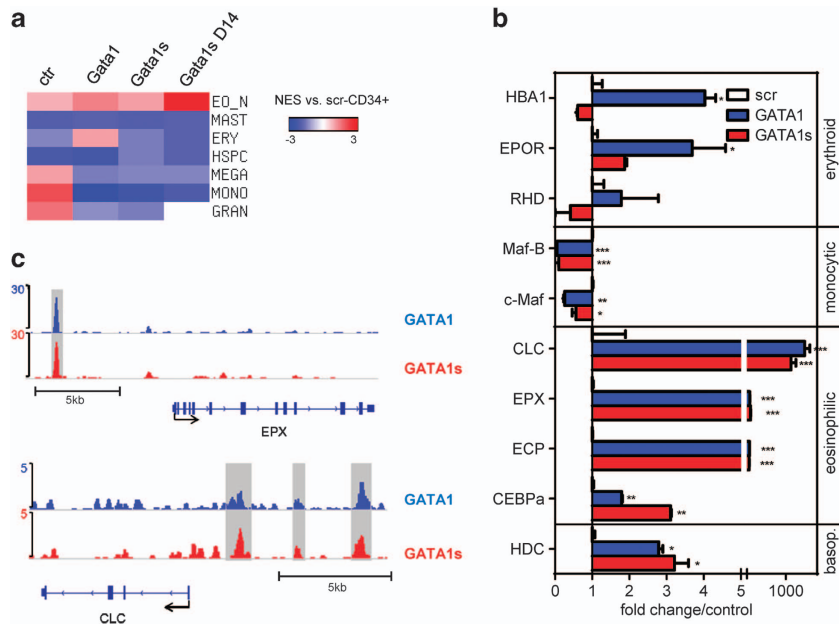 a
ctr Gata1 Gata1s Gata1s D14
EO_N
MAST
ERY
HSPC
MEGA
MONO
GRAN
NES vs. scr-CD34+
-3 3
b
scr
GATA1
GATA1s
HBA1 *
EPOR *
RHD
erythroid
Maf-B ***
***
c-Maf **
*
monocytic
CLC ***
***
EPX ***
***
ECP ***
***
CEBPa **
**
eosinophilic
HDC *
*
basop.
0 1 2 3 4 5 1000
fold change/control
c
30
GATA1
30
GATA1s
5kb
EPX
5
GATA1
5
GATA1s
5kb
CLC